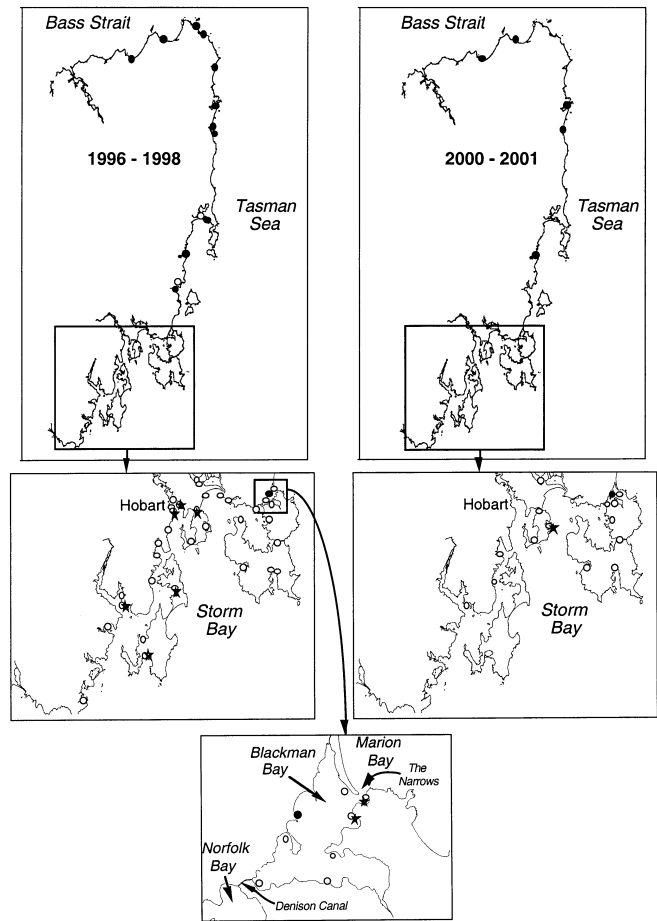 Bass Strait
1996 - 1998
Tasman
Sea
Bass Strait
2000 - 2001
Tasman
Sea
Hobart
Storm
Bay
Hobart
Storm
Bay
Blackman
Bay
Marion
Bay
The
Narrows
Norfolk
Bay
Denison Canal